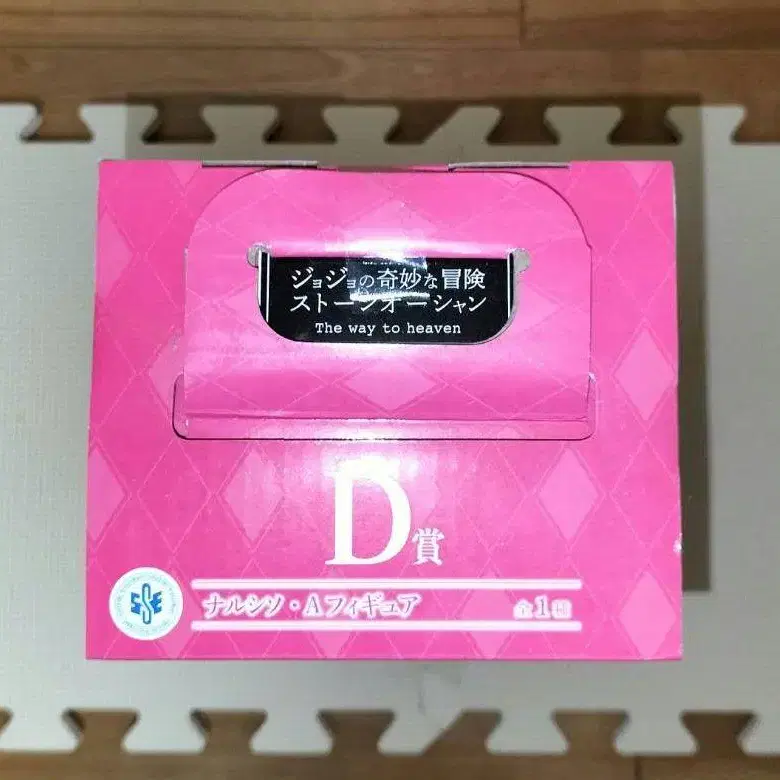 ジョジョの奇妙な冒険
ストーンオーシャン
The way to heaven
D賞
ナルシソ・Aフィギュア 全1種